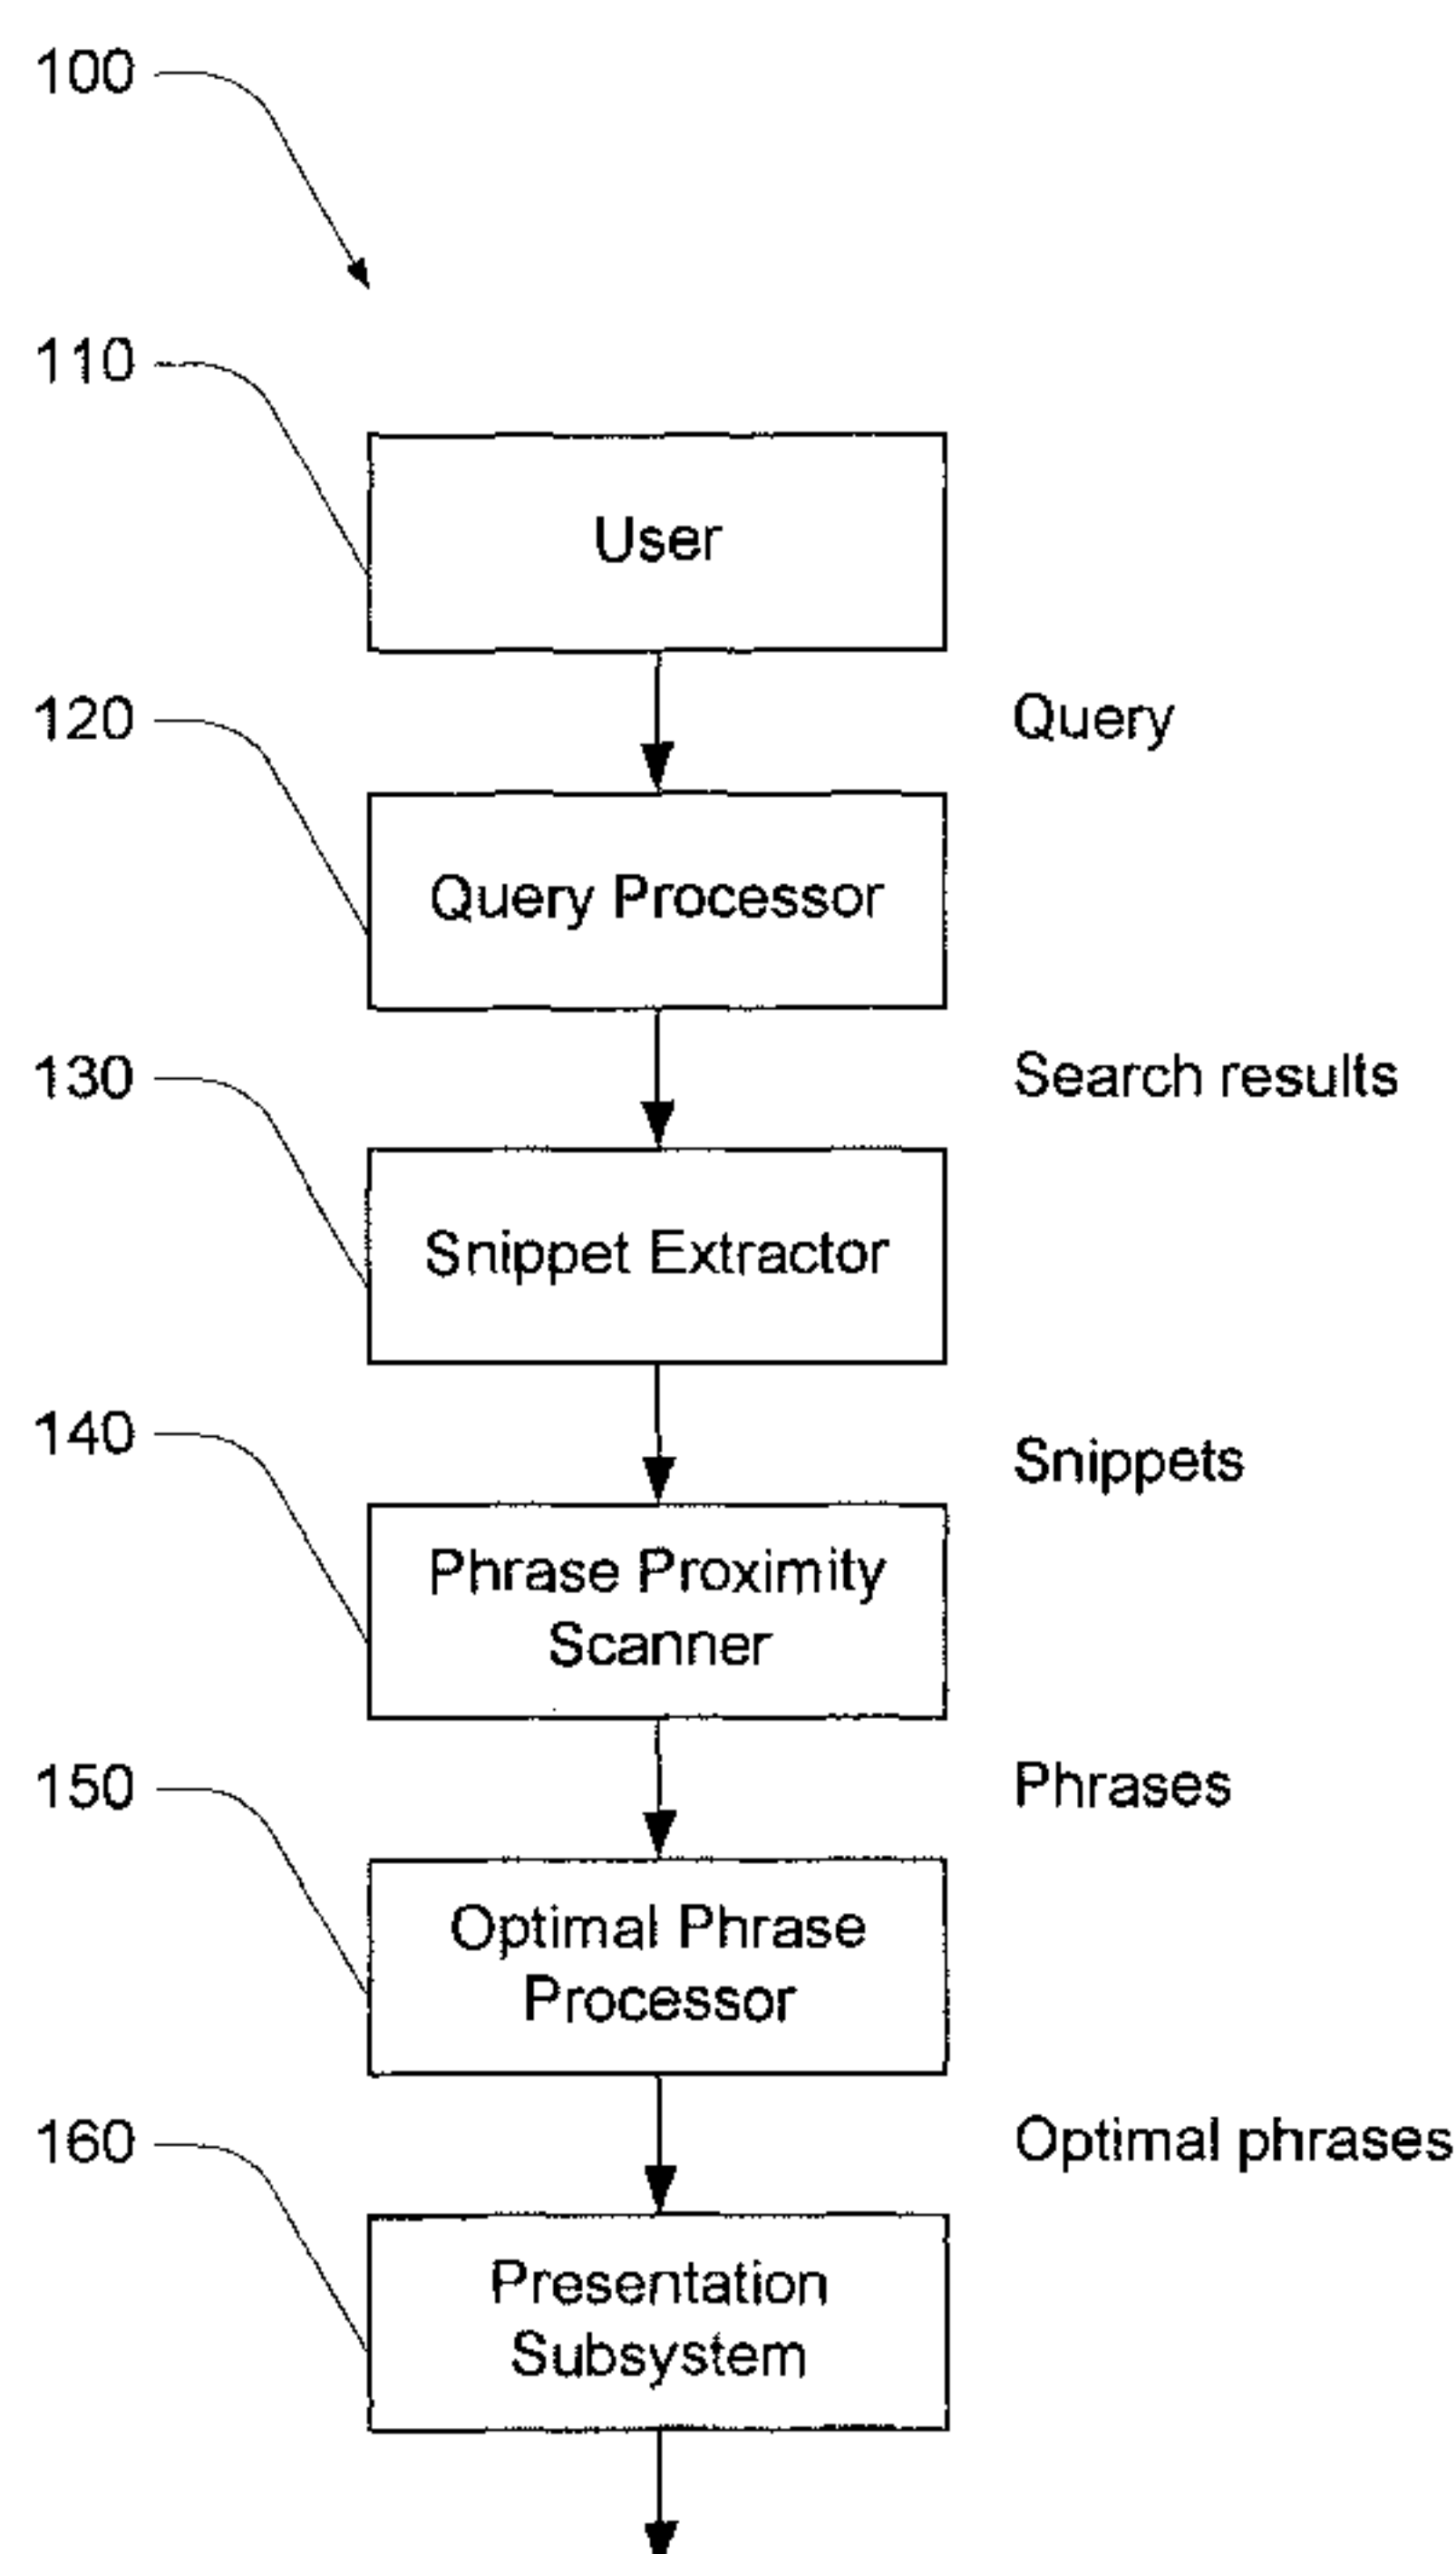 100
110
User
120
Query
Query Processor
130
Search results
Snippet Extractor
140
Snippets
Phrase Proximity
Scanner
150
Phrases
Optimal Phrase
Processor
160
Optimal phrases
Presentation
Subsystem